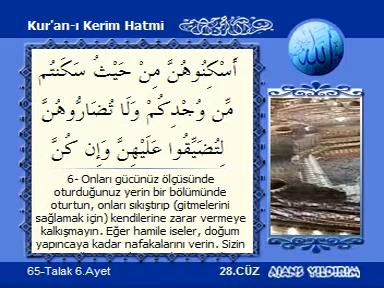 Kur'an-ı Kerim Hatmi
الله
أَسْكِنُوهُنَّ مِنْ حَيْثُ سَكَنتُم
مِّن وُجْدِكُمْ وَلَا تُضَارُّوهُنَّ
لِتُضَيِّقُوا عَلَيْهِنَّ وَإِن كُنَّ
6- Onları gücünüz ölçüsünde
oturduğunuz yerin bir bölümünde
oturtun, onları sıkıştırıp (gitmelerini
sağlamak için) kendilerine zarar vermeye
kalkışmayın. Eğer hamile iseler, doğum
yapıncaya kadar nafakalarını verin. Sizin
65-Talak 6.Ayet
28.CÜZ
AJANS YILDIRIM